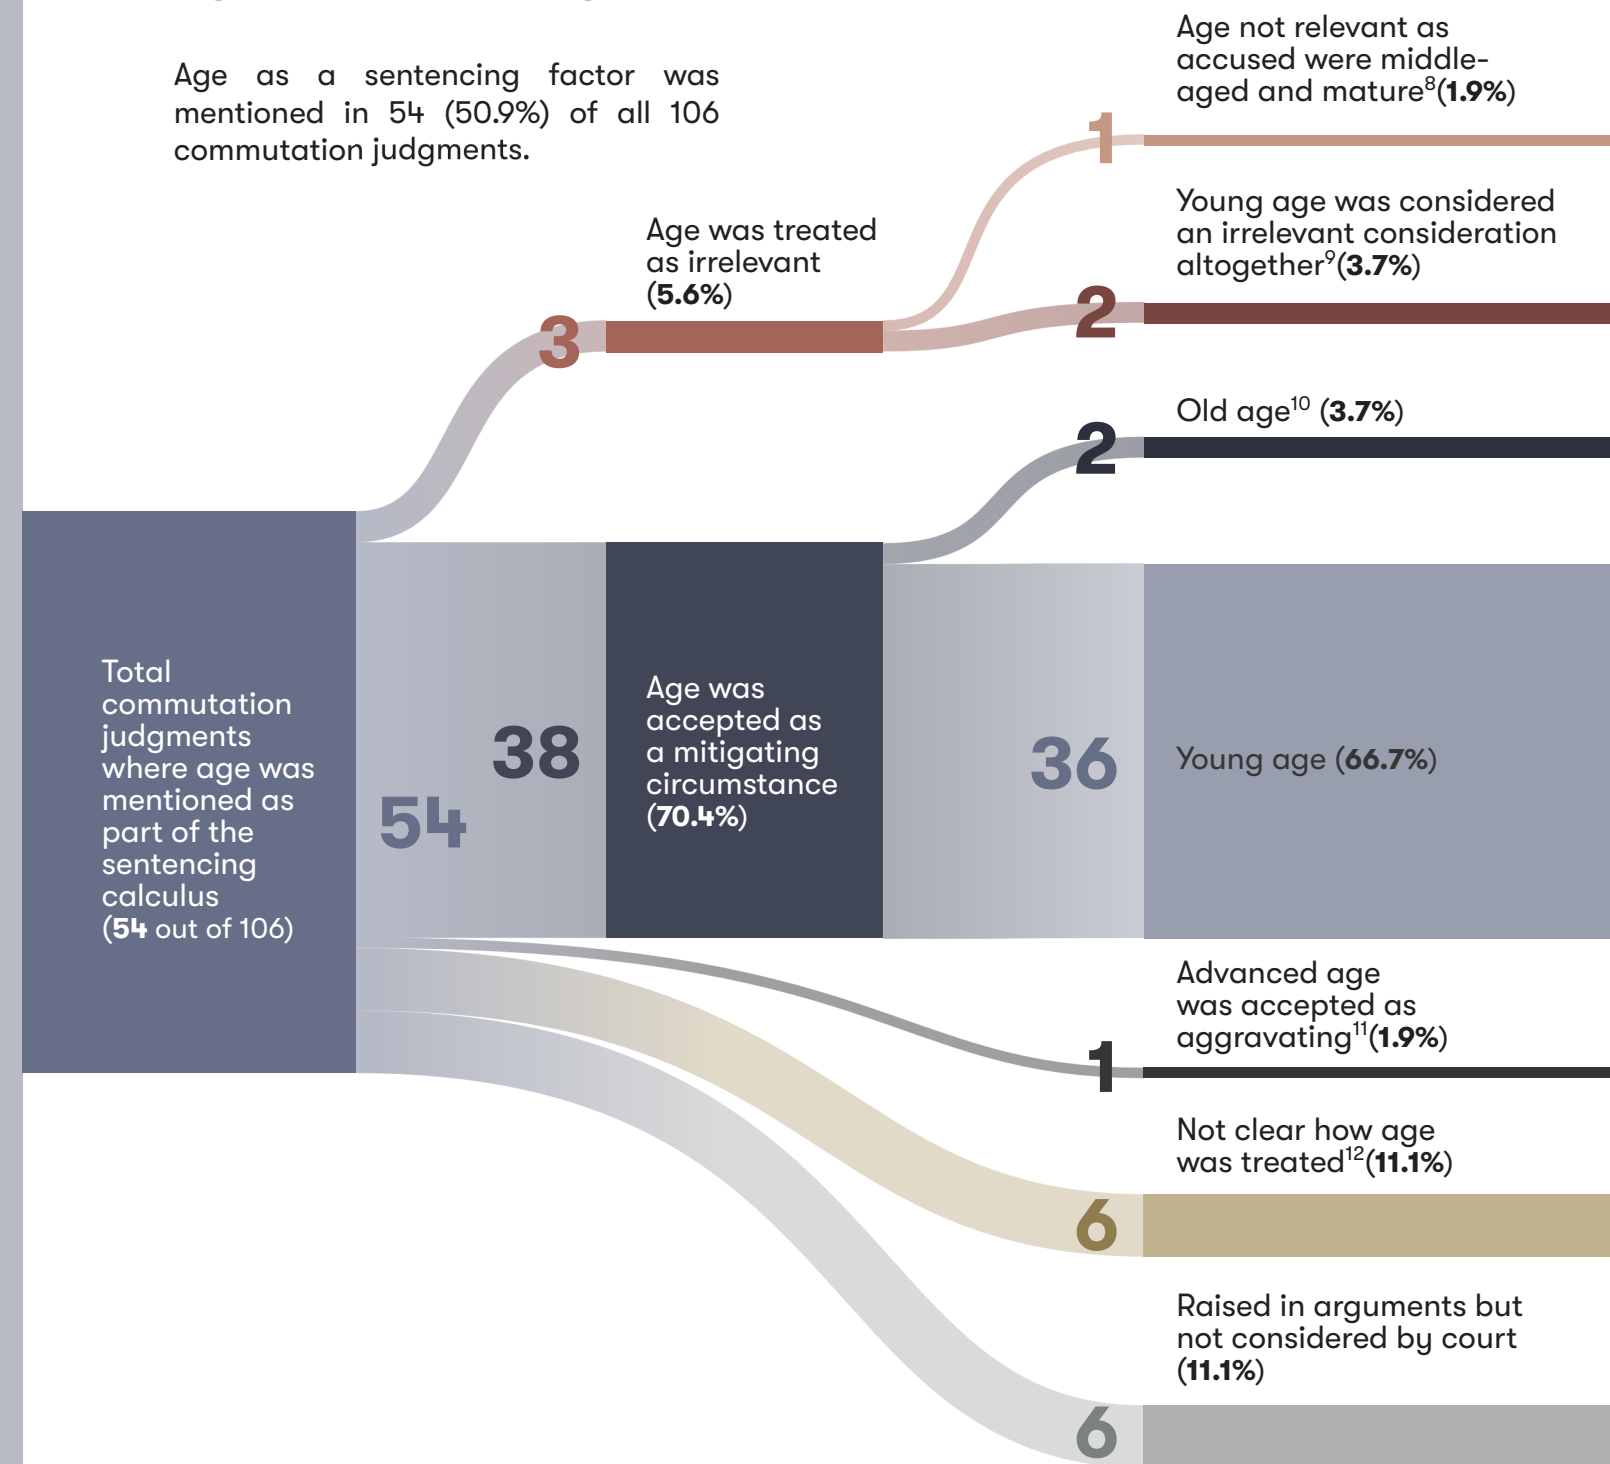 Age as a sentencing factor was
mentioned in 54 (50.9%) of all 106
commutation judgments.
Total
commutation
judgments
where age was
mentioned as
part of the
sentencing
calculus
(54 out of 106)
54
3
Age was treated
as irrelevant
(5.6%)
38
Age was
accepted as
a mitigating
circumstance
(70.4%)
1
Age not relevant as
accused were middle-
aged and mature⁸(1.9%)
2
Young age was considered
an irrelevant consideration
altogether⁹(3.7%)
2
Old age¹⁰ (3.7%)
36
Young age (66.7%)
1
Advanced age
was accepted as
aggravating¹¹(1.9%)
6
Not clear how age
was treated¹²(11.1%)
6
Raised in arguments but
not considered by court
(11.1%)